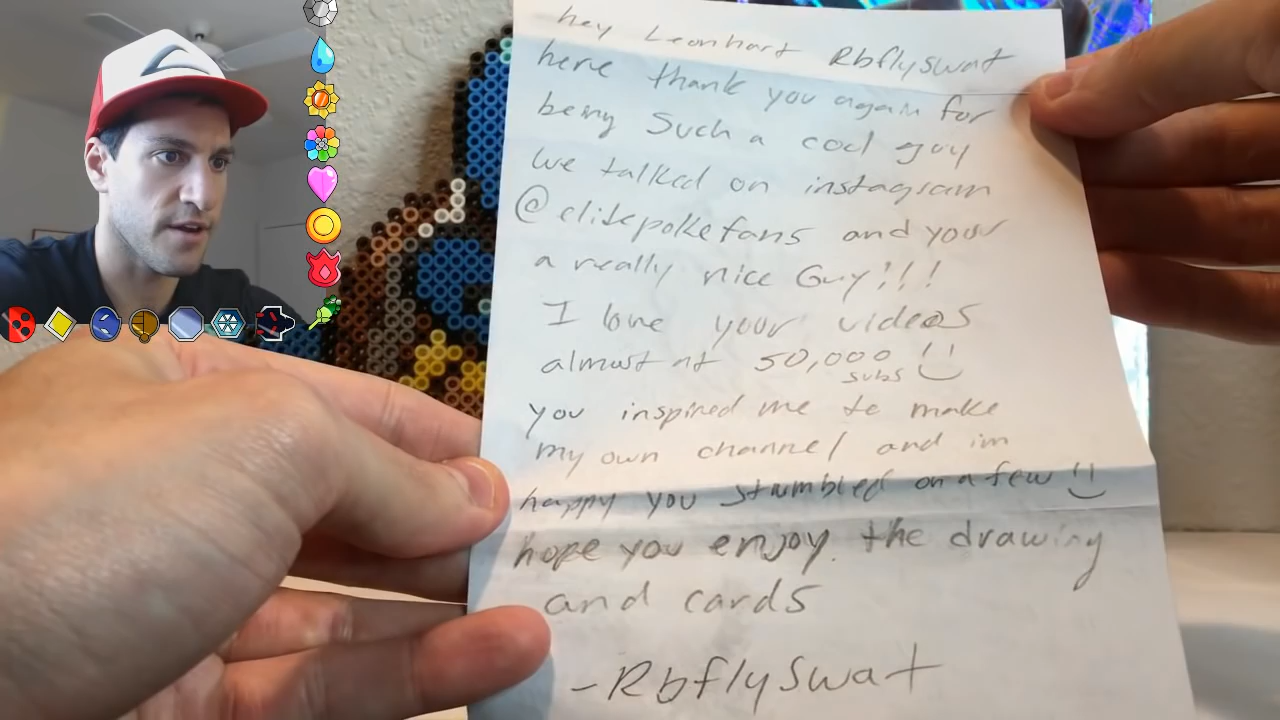 hey Leonhart Rbflyswat
here thank you again for
being such a cool guy
we talked on instagram
@elitepokefans and your
a really nice Guy!!!
I love your videos
almost at 50,000 subs
you inspired me to make
my own channel and im
happy you stumbled on a few
hope you enjoy. the drawing
and cards
-Rbflyswat